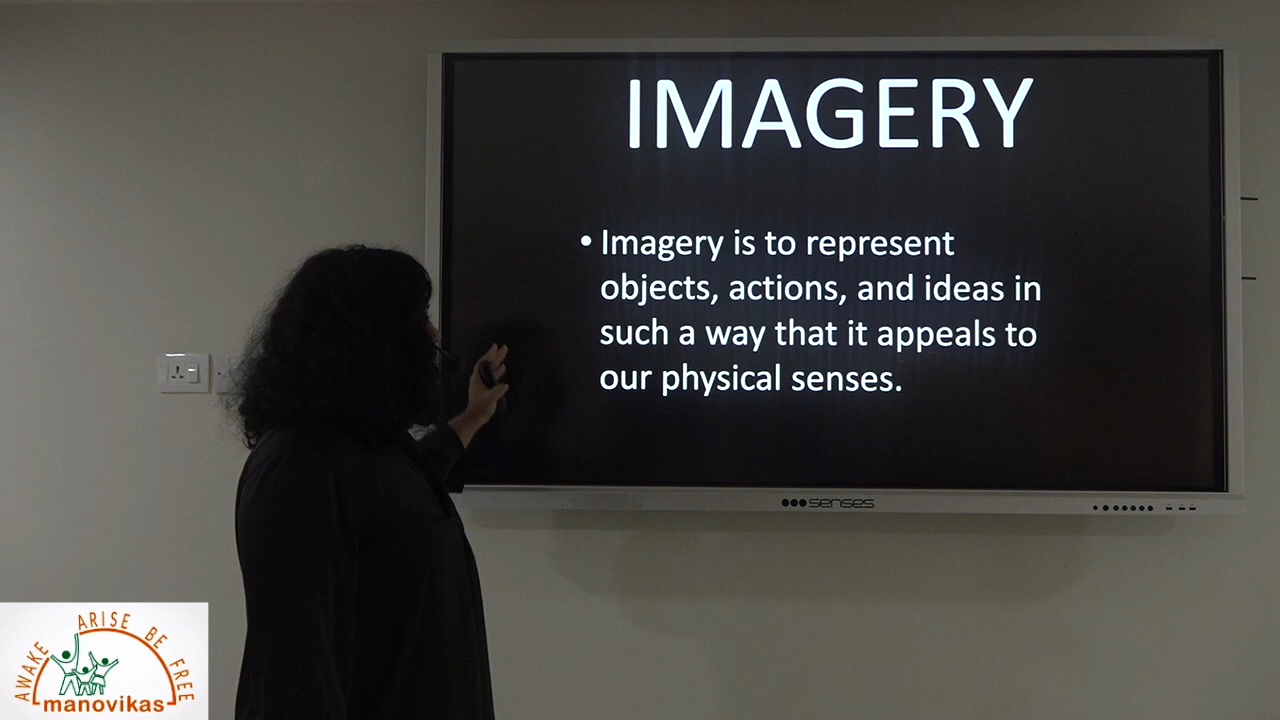 IMAGERY
• Imagery is to represent
objects, actions, and ideas in
such a way that it appeals to
our physical senses.
senses
AWAKE ARISE BE FREE
manovikas